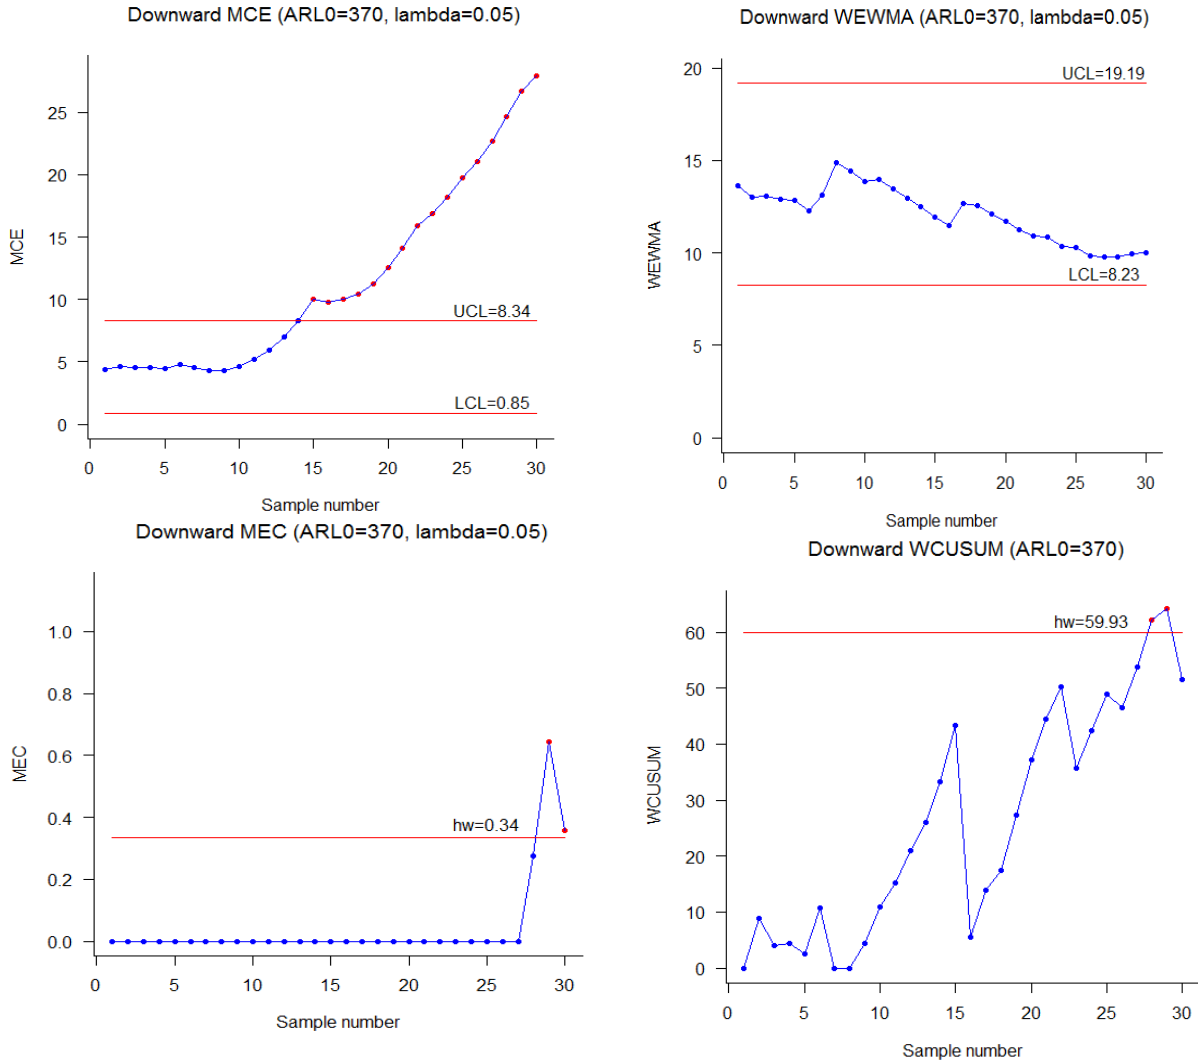 Downward MCE (ARL0=370, lambda=0.05)
25
20
15
10
5
0
MCE
UCL=8.34
LCL=0.85
0 5 10 15 20 25 30
Sample number
Downward WEWMA (ARL0=370, lambda=0.05)
20
15
10
5
0
WEWMA
UCL=19.19
LCL=8.23
0 5 10 15 20 25 30
Sample number
Downward MEC (ARL0=370, lambda=0.05)
1.0
0.8
0.6
0.4
0.2
0.0
MEC
hw=0.34
0 5 10 15 20 25 30
Sample number
Downward WCUSUM (ARL0=370)
60
50
40
30
20
10
0
WCUSUM
hw=59.93
0 5 10 15 20 25 30
Sample number